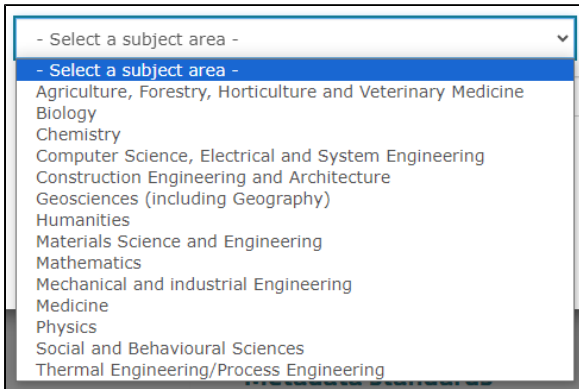 - Select a subject area -
- Select a subject area -
Agriculture, Forestry, Horticulture and Veterinary Medicine
Biology
Chemistry
Computer Science, Electrical and System Engineering
Construction Engineering and Architecture
Geosciences (including Geography)
Humanities
Materials Science and Engineering
Mathematics
Mechanical and industrial Engineering
Medicine
Physics
Social and Behavioural Sciences
Thermal Engineering/Process Engineering
Metadata standards